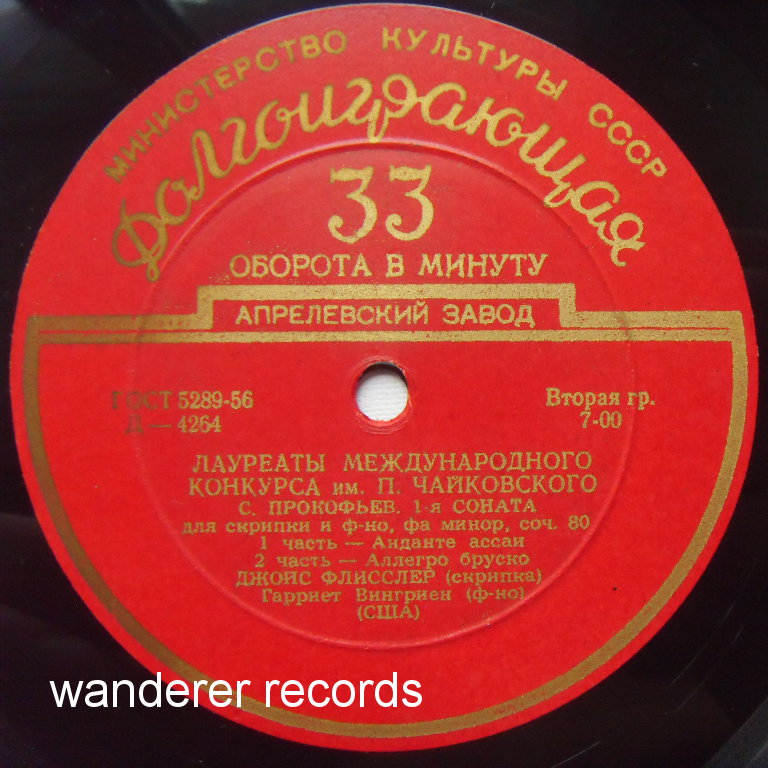 МИНИСТЕРСТВО КУЛЬТУРЫ СССР
Долгоиграющая
33
ОБОРОТА В МИНУТУ
АПРЕЛЕВСКИЙ ЗАВОД
ГОСТ 5289-56
Д — 4264
Вторая гр.
7-00
ЛАУРЕАТЫ МЕЖДУНАРОДНОГО
КОНКУРСА им. П. ЧАЙКОВСКОГО
С. ПРОКОФЬЕВ. 1-я СОНАТА
для скрипки и ф-но, фа минор, соч. 80
1 часть — Анданте ассаи
2 часть — Аллегро бруско
ДЖОЙС ФЛИССЛЕР (скрипка)
Гарриет Вингриен (ф-но)
(США)
wanderer records